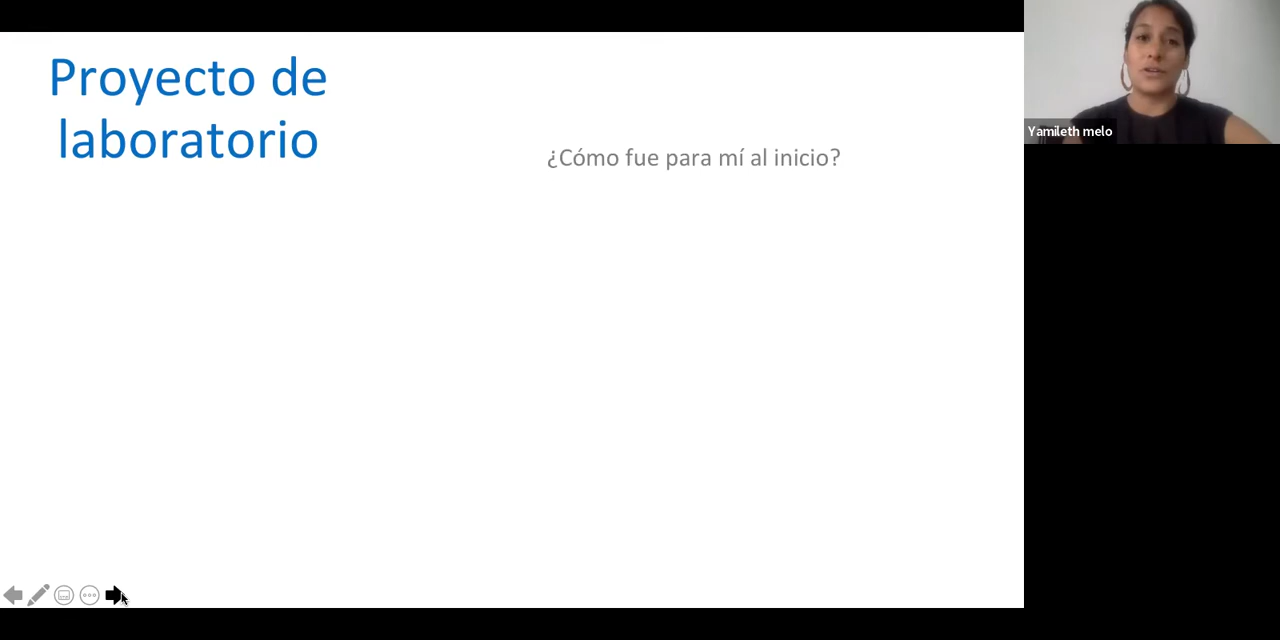 Proyecto de
laboratorio
¿Cómo fue para mí al inicio?
Yamileth melo